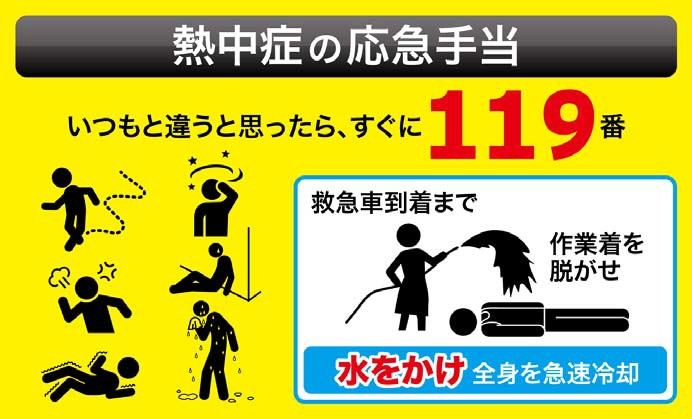 熱中症の応急手当
いつもと違うと思ったら、すぐに119番
救急車到着まで
作業着を
脱がせ
水をかけ 全身を急速冷却